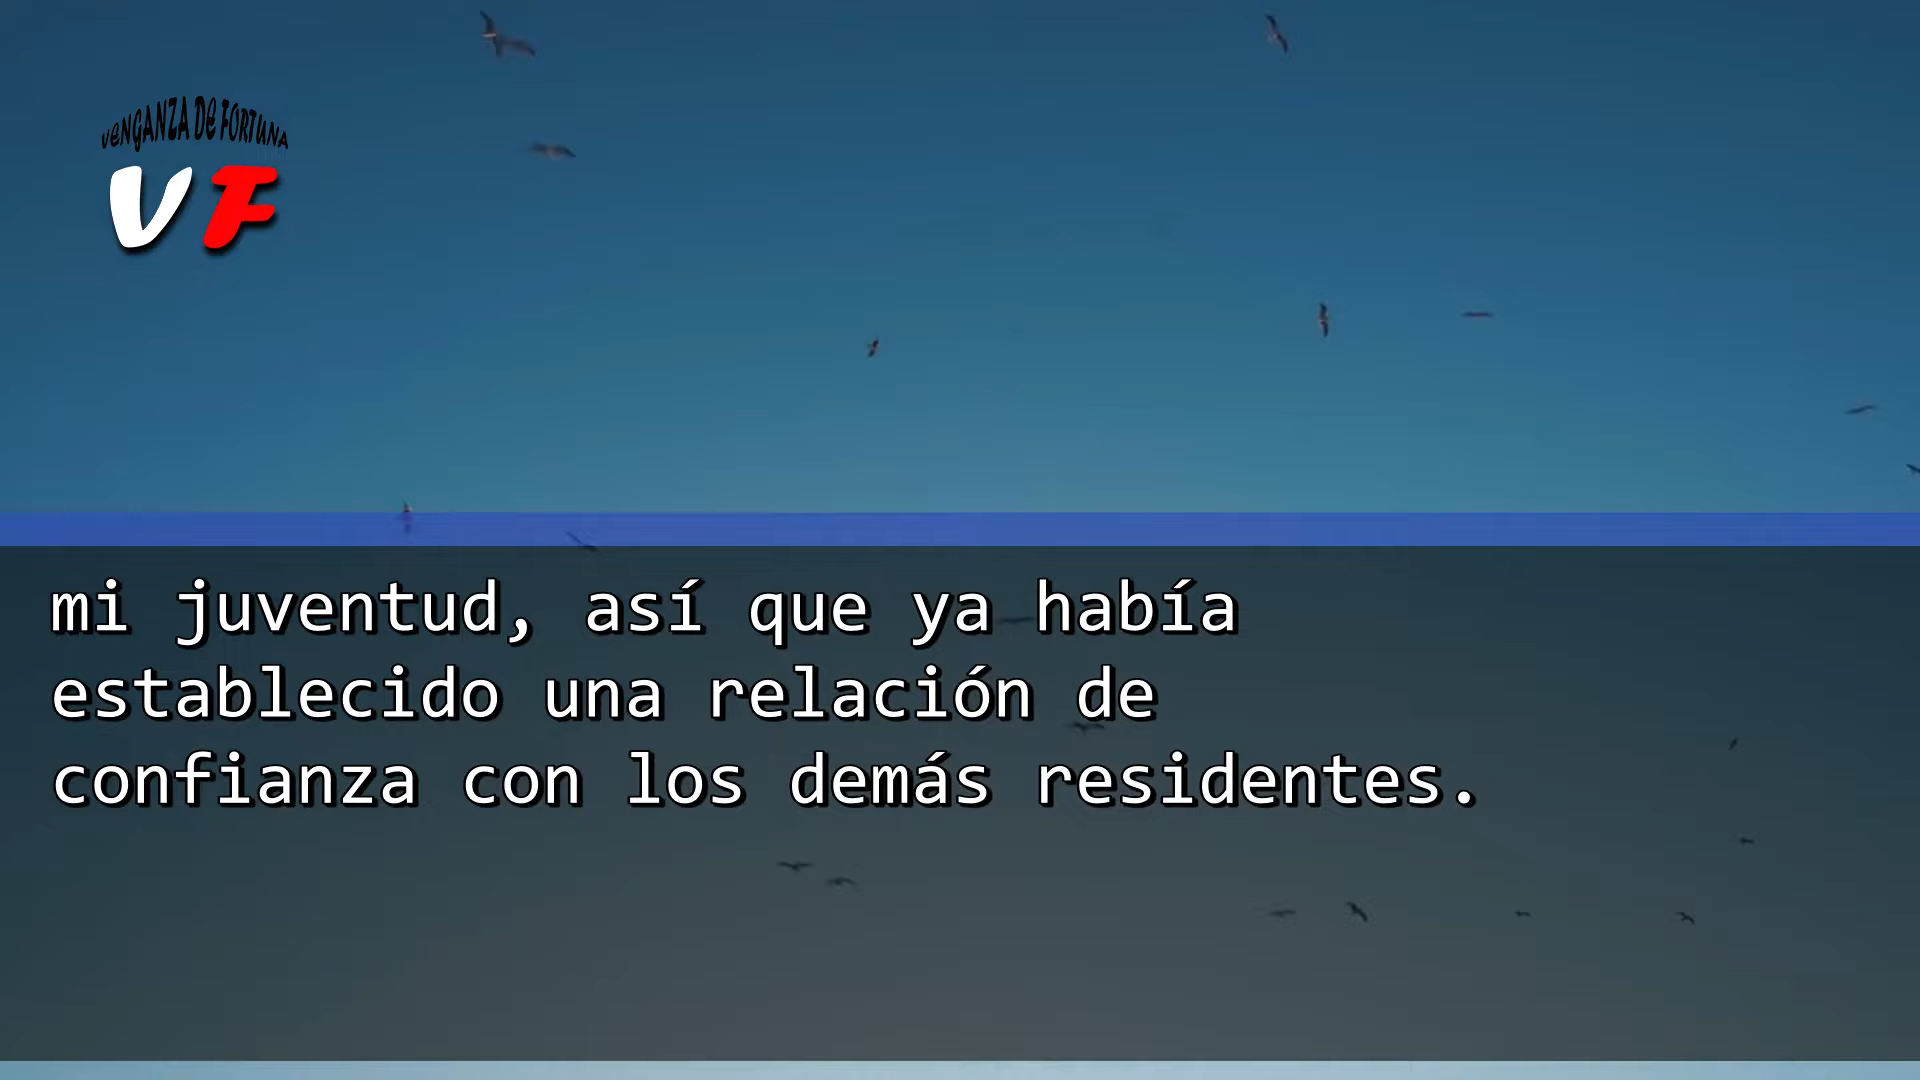 VENGANZA DE FORTUNA
VF
mi juventud, así que ya había
establecido una relación de
confianza con los demás residentes.